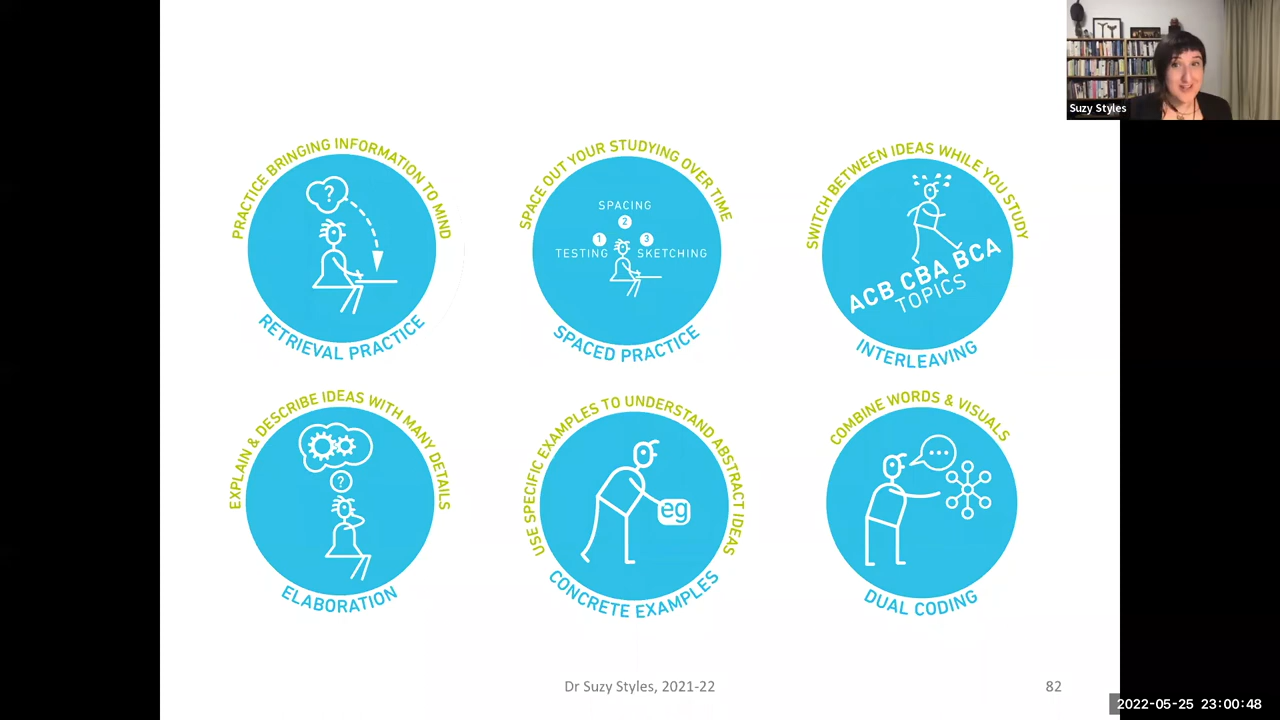 Suzy Styles
PRACTICE BRINGING INFORMATION TO MIND
?
RETRIEVAL PRACTICE
SPACE OUT YOUR STUDYING OVER TIME
SPACING
2
1 3
TESTING SKETCHING
SPACED PRACTICE
SWITCH BETWEEN IDEAS WHILE YOU STUDY
ACB CBA BCA
TOPICS
INTERLEAVING
EXPLAIN & DESCRIBE IDEAS WITH MANY DETAILS
?
ELABORATION
USE SPECIFIC EXAMPLES TO UNDERSTAND ABSTRACT IDEAS
eg
CONCRETE EXAMPLES
COMBINE WORDS & VISUALS
DUAL CODING
Dr Suzy Styles, 2021-22
82
2022-05-25 23:00:48